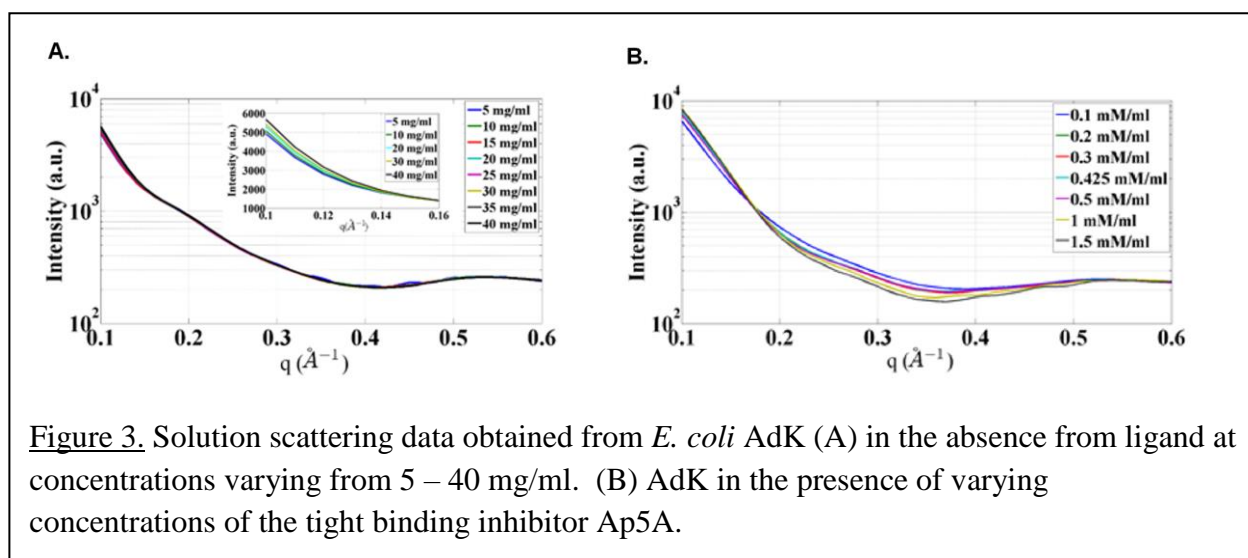 A.
10^4
10^3
10^2
Intensity (a.u.)
0.1 0.2 0.3 0.4 0.5 0.6
q (Å⁻¹)
6000
5000
4000
3000
2000
1000
Intensity (a.u.)
0.1 0.12 0.14 0.16
q(Å⁻¹)
5 mg/ml
10 mg/ml
20 mg/ml
30 mg/ml
40 mg/ml
5 mg/ml
10 mg/ml
15 mg/ml
20 mg/ml
25 mg/ml
30 mg/ml
35 mg/ml
40 mg/ml
B.
10^4
10^3
10^2
Intensity (a.u.)
0.1 0.2 0.3 0.4 0.5 0.6
q (Å⁻¹)
0.1 mM/ml
0.2 mM/ml
0.3 mM/ml
0.425 mM/ml
0.5 mM/ml
1 mM/ml
1.5 mM/ml
Figure 3. Solution scattering data obtained from E. coli AdK (A) in the absence from ligand at
concentrations varying from 5 – 40 mg/ml. (B) AdK in the presence of varying
concentrations of the tight binding inhibitor Ap5A.